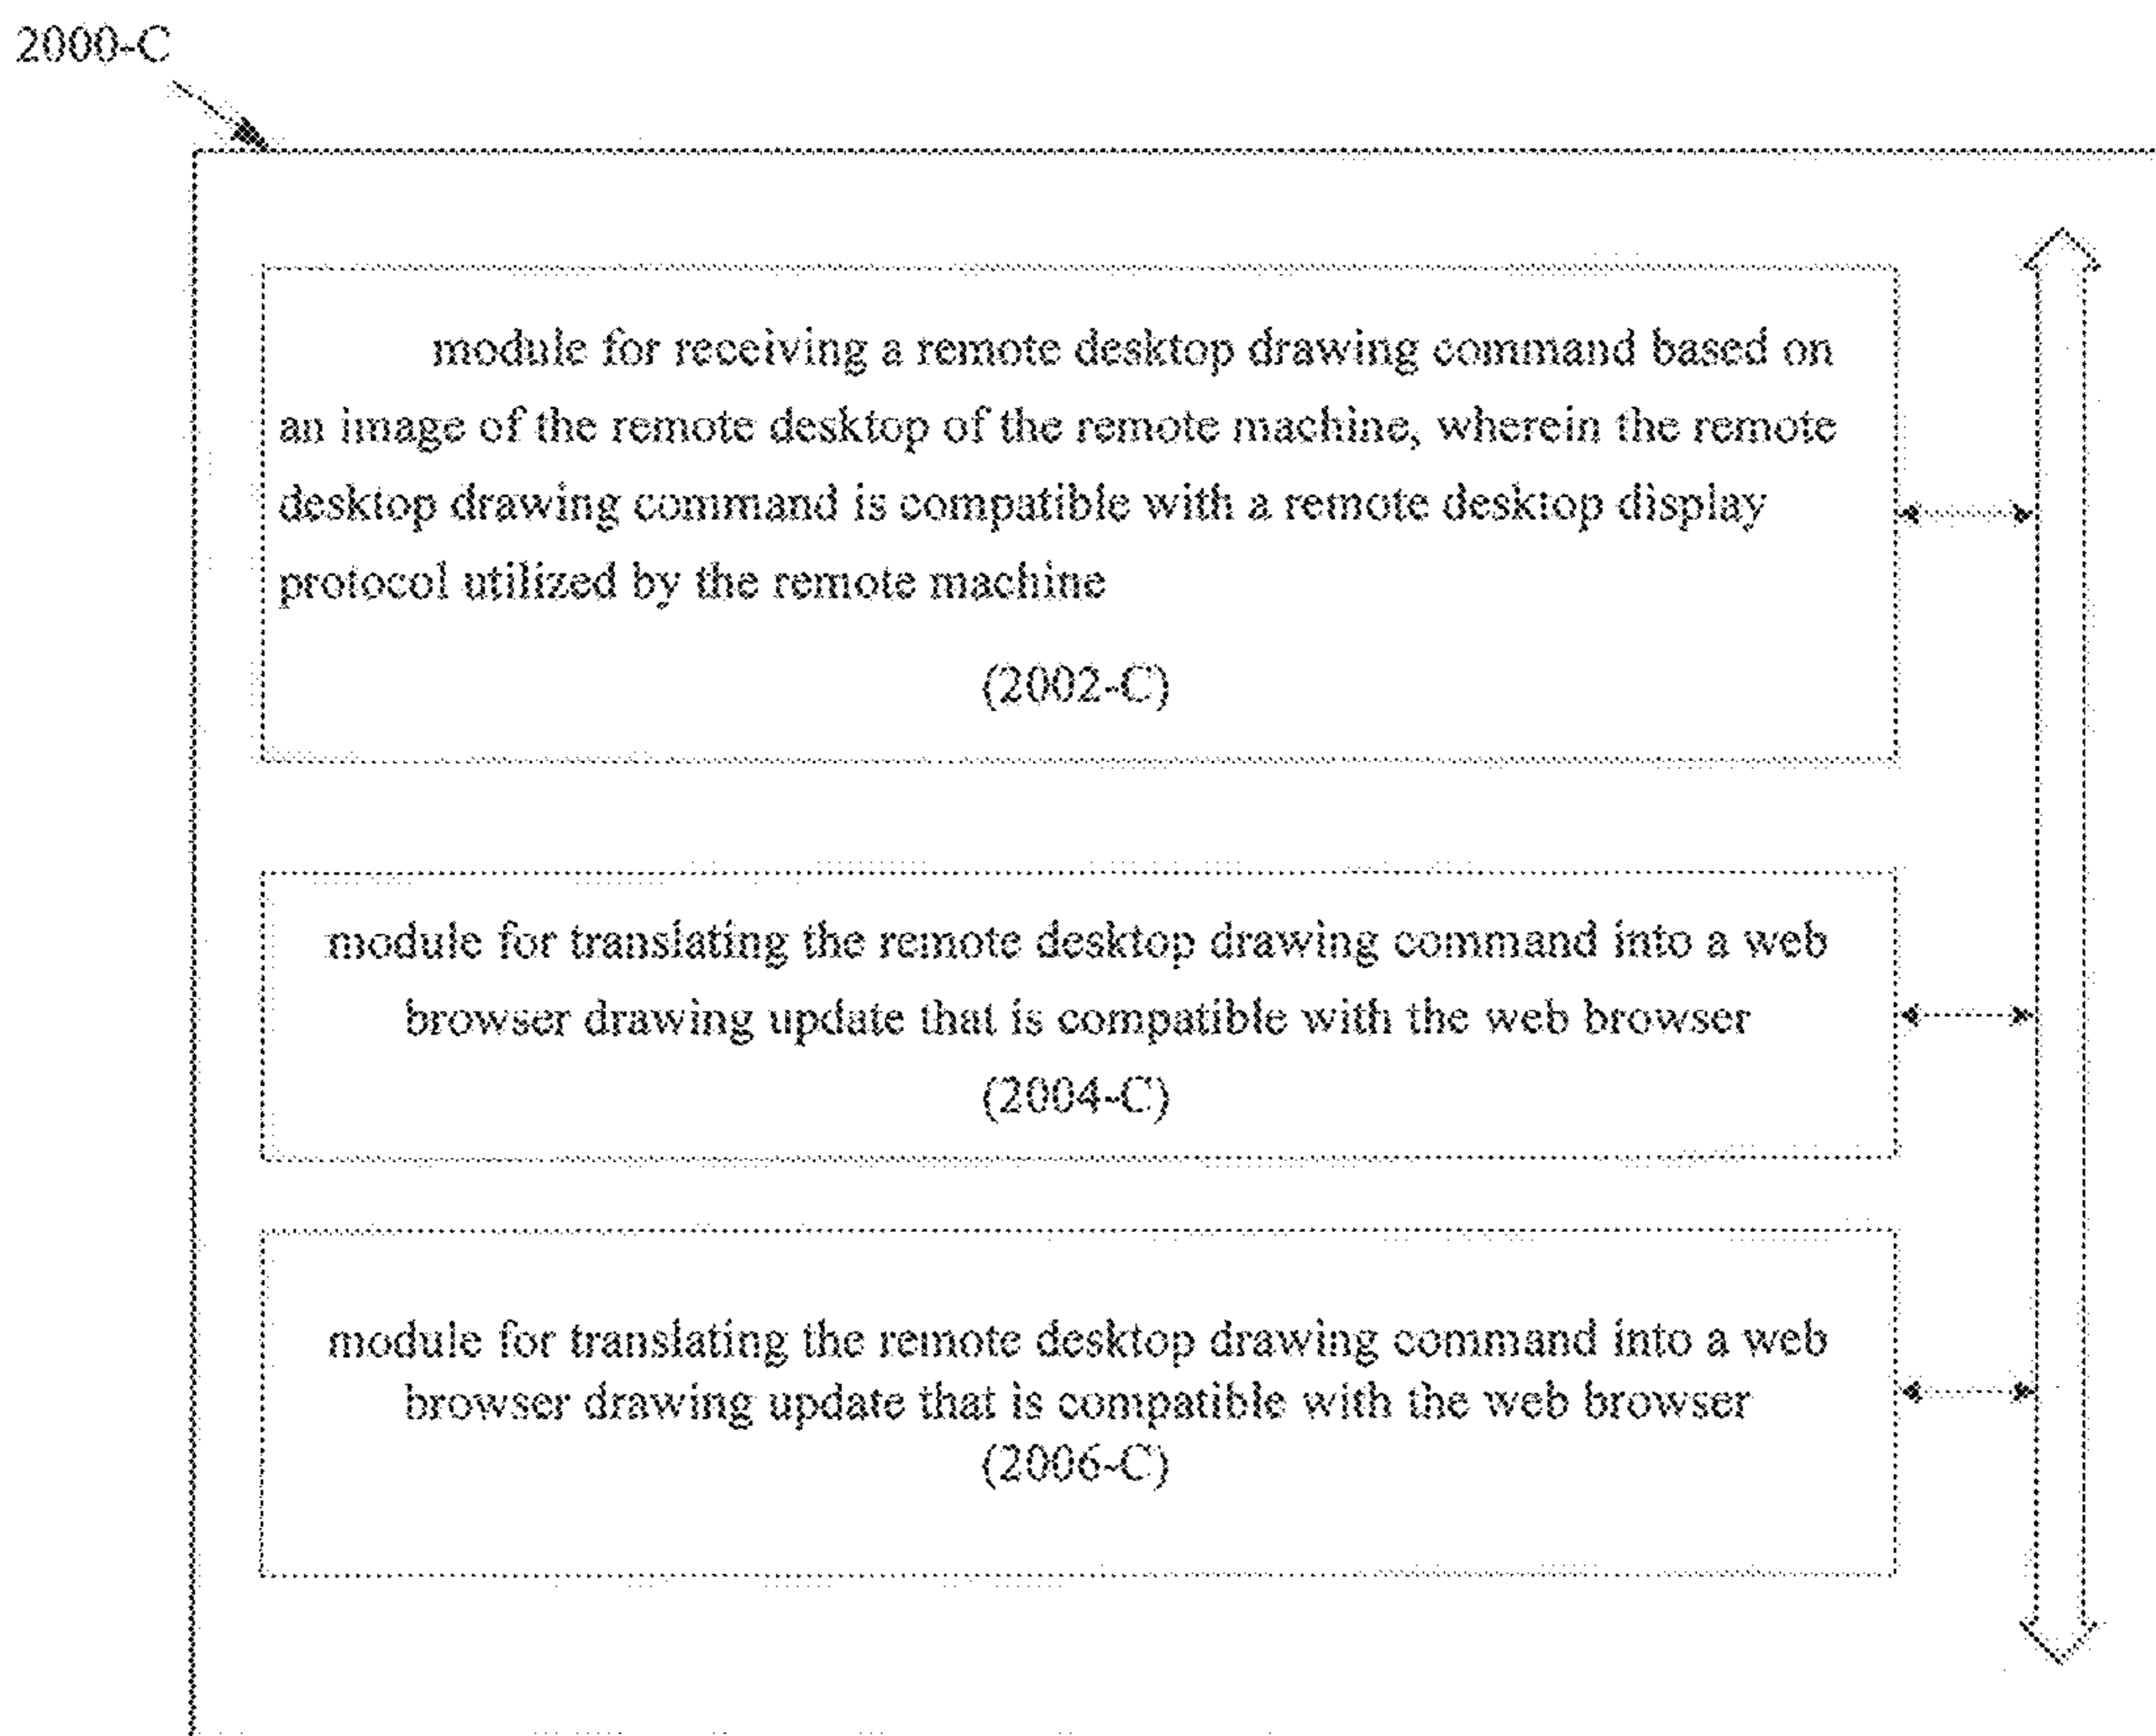 2000-C
module for receiving a remote desktop drawing command based on
an image of the remote desktop of the remote machine, wherein the remote
desktop drawing command is compatible with a remote desktop display
protocol utilized by the remote machine
(2002-C)
module for translating the remote desktop drawing command into a web
browser drawing update that is compatible with the web browser
(2004-C)
module for translating the remote desktop drawing command into a web
browser drawing update that is compatible with the web browser
(2006-C)